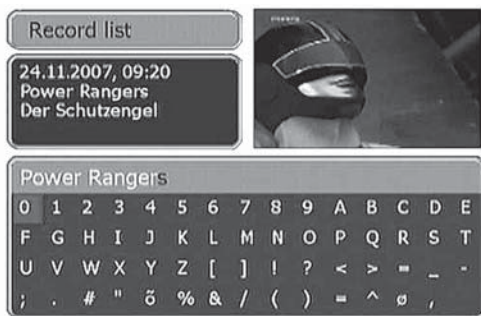 Record list
24.11.2007, 09:20
Power Rangers
Der Schutzengel
Power Rangers
0 1 2 3 4 5 6 7 8 9 A B C D E
F G H I J K L M N O P Q R S T
U V W X Y Z [ ] ! ? < > = _ -
; . # " õ % & / ( ) = ^ ø ,